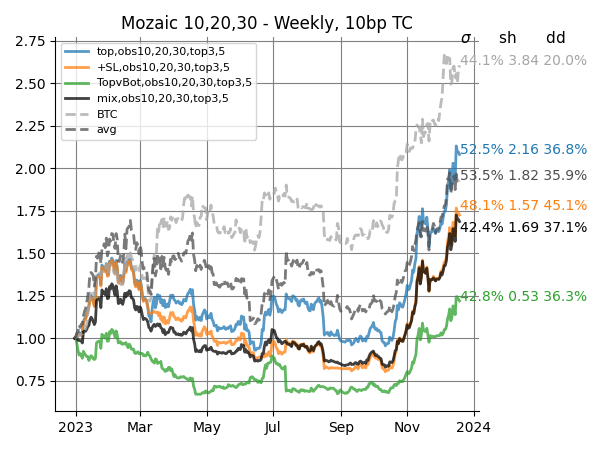 Mozaic 10,20,30 - Weekly, 10bp TC
σ sh dd
2.75
2.50
2.25
2.00
1.75
1.50
1.25
1.00
0.75
top,obs10,20,30,top3,5
+SL,obs10,20,30,top3,5
TopvBot,obs10,20,30,top3,5
mix,obs10,20,30,top3,5
BTC
avg
44.1% 3.84 20.0%
52.5% 2.16 36.8%
53.5% 1.82 35.9%
48.1% 1.57 45.1%
42.4% 1.69 37.1%
42.8% 0.53 36.3%
2023 Mar May Jul Sep Nov 2024